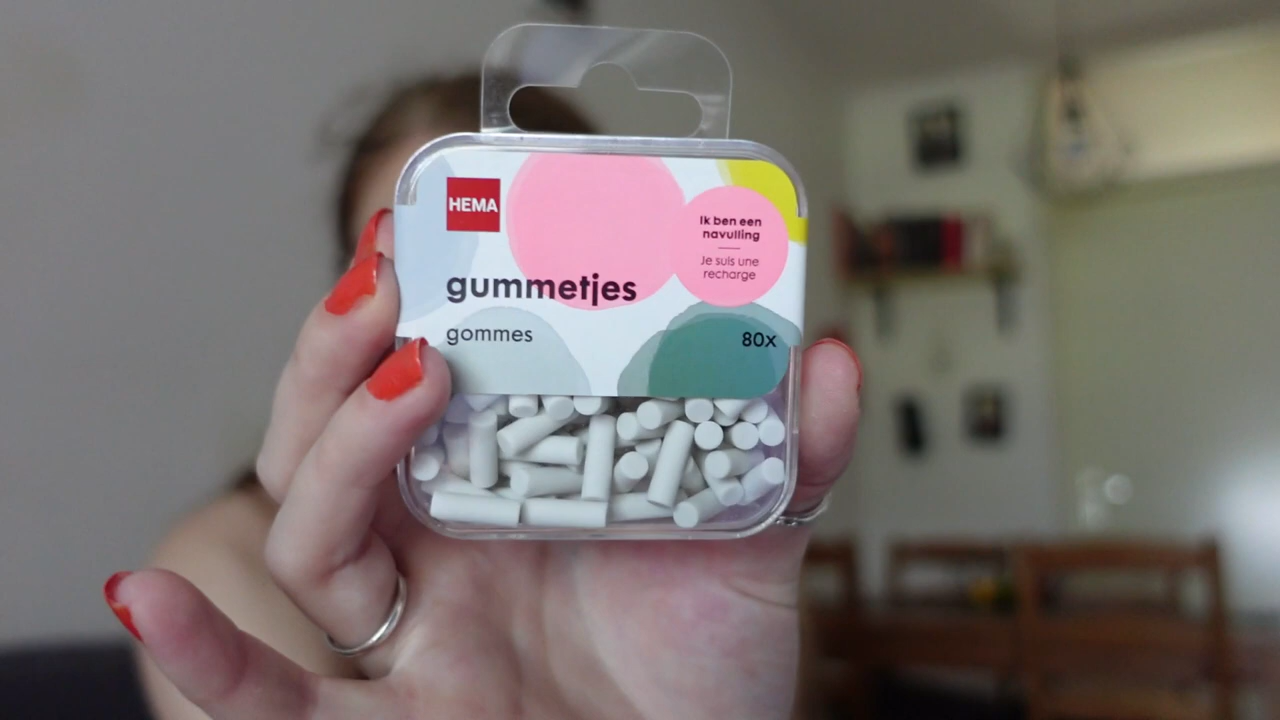 HEMA
Ik ben een
navulling
Je suis une
recharge
gummetjes
gommes
80x